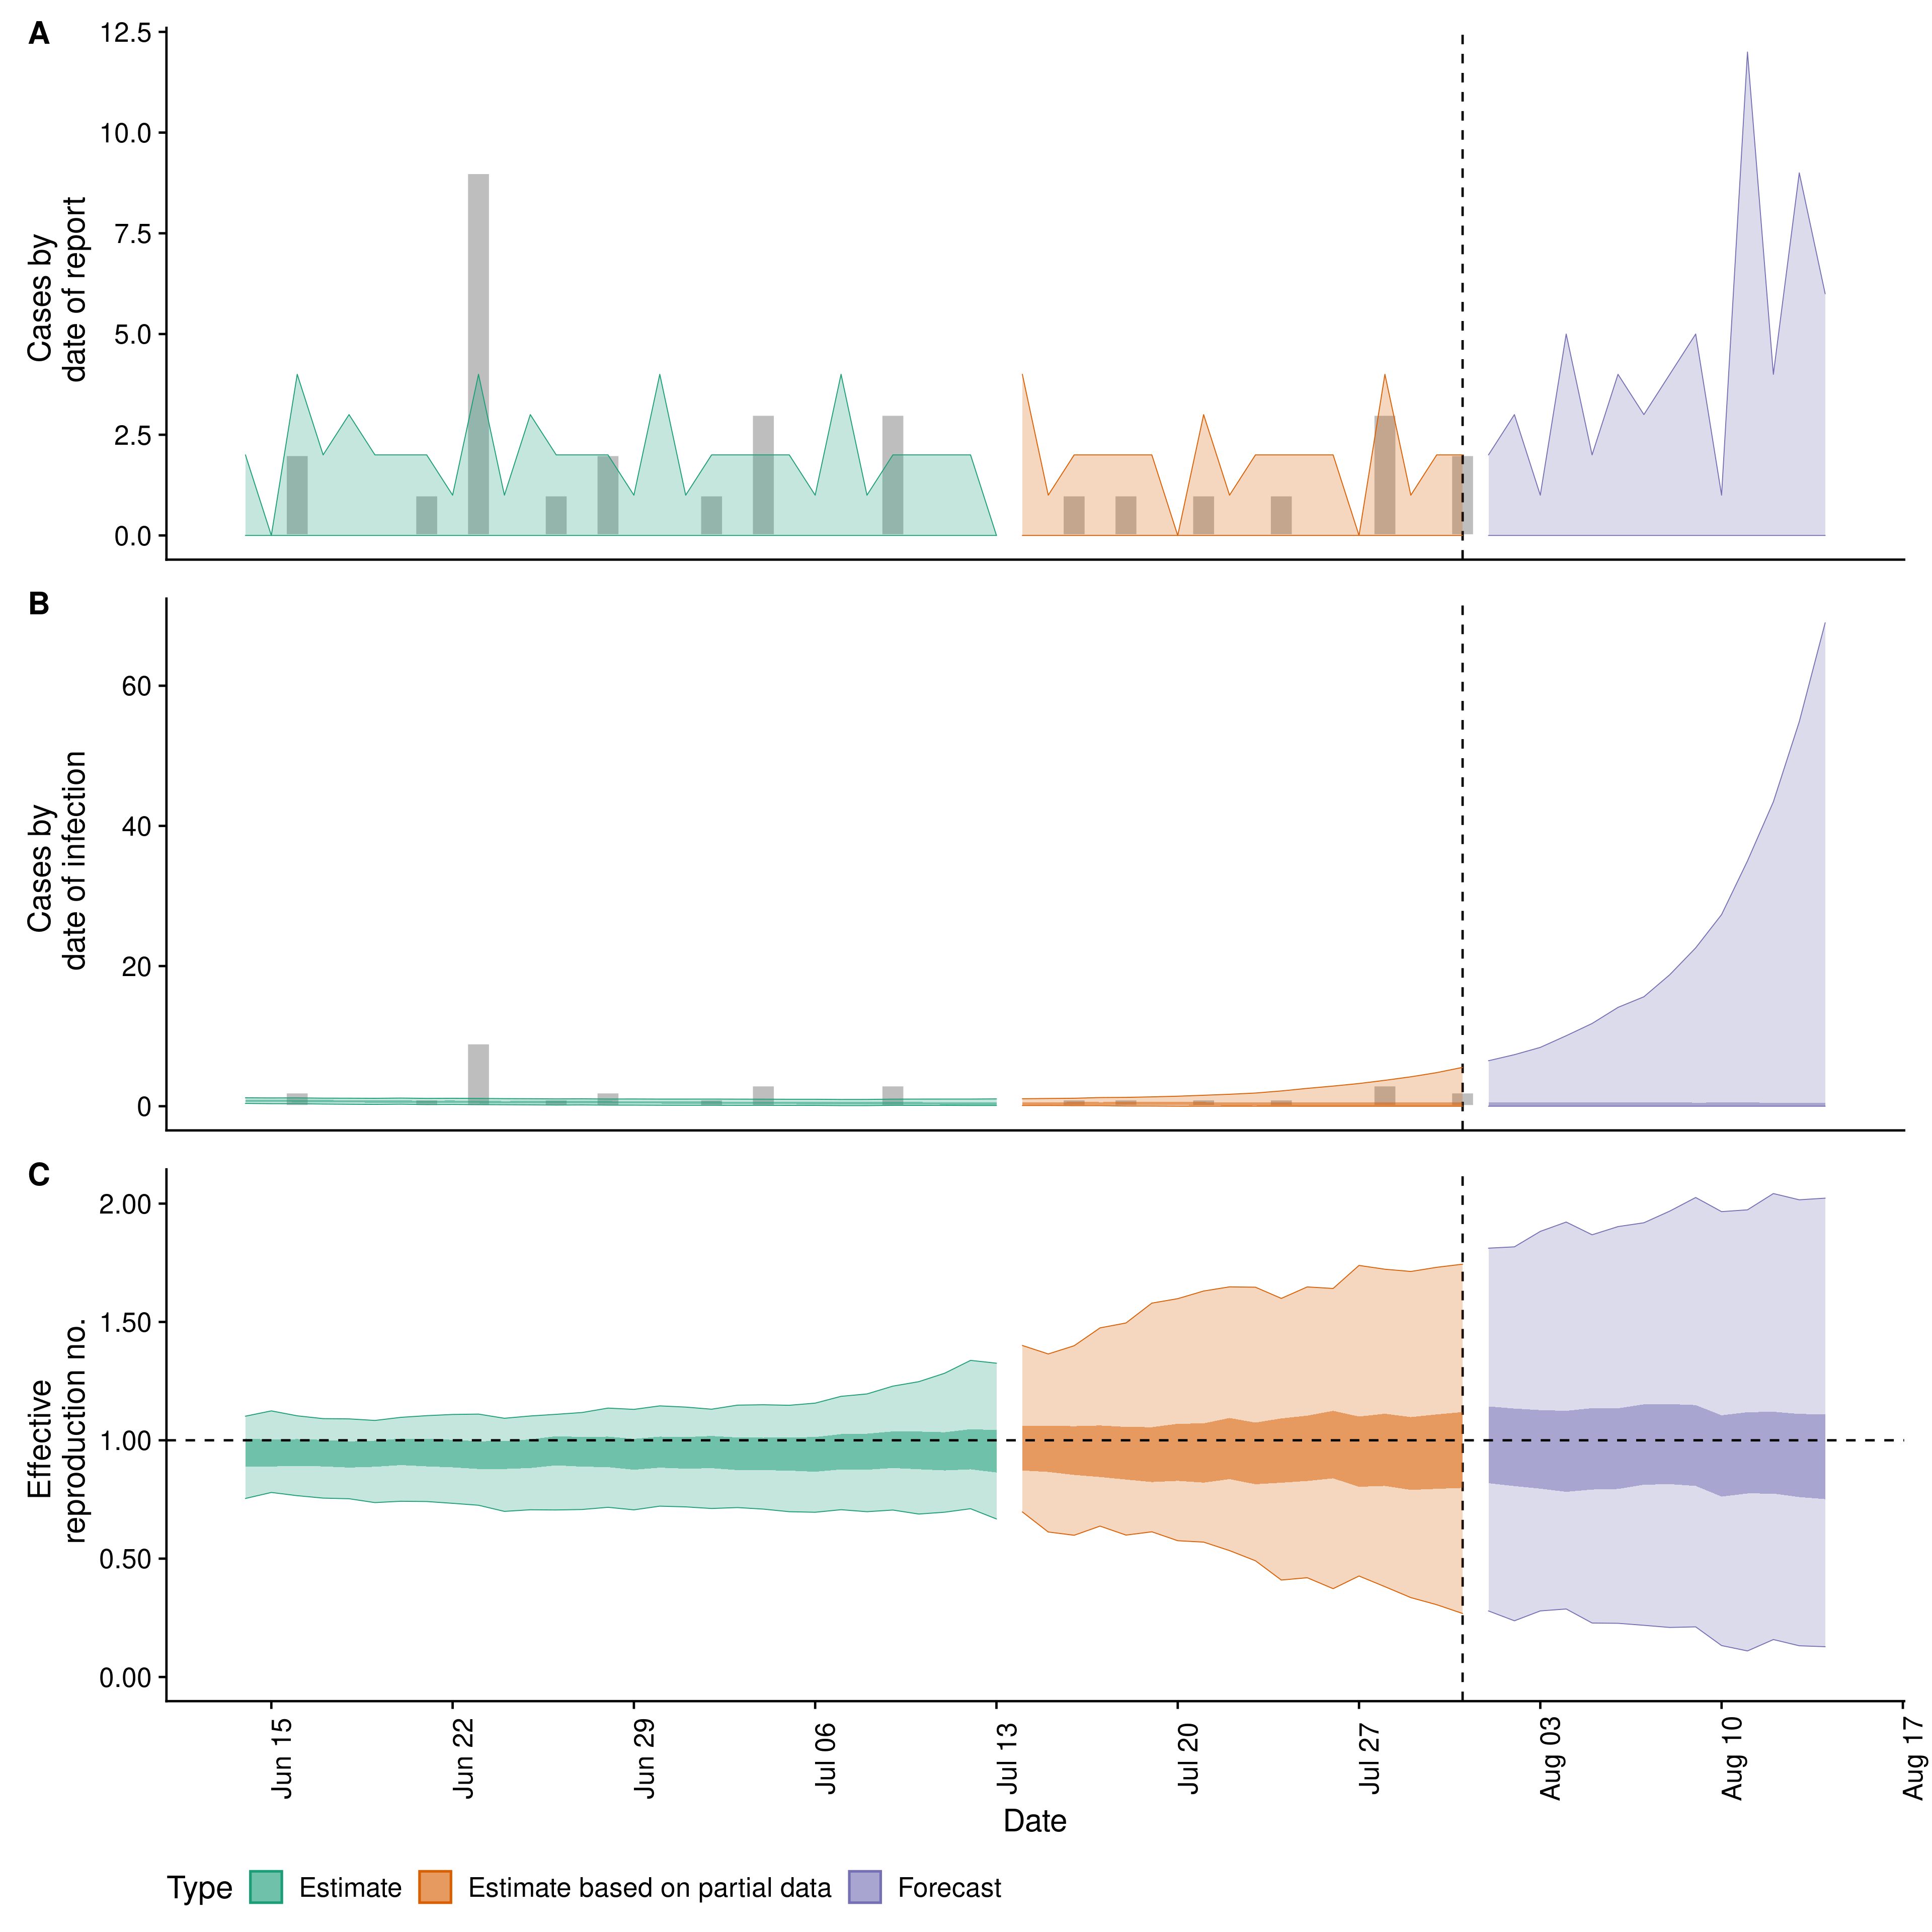 A
12.5
10.0
7.5
5.0
2.5
0.0
Cases by
date of report
B
60
40
20
0
Cases by
date of infection
C
2.00
1.50
1.00
0.50
0.00
Effective
reproduction no.
Jun 15
Jun 22
Jun 29
Jul 06
Jul 13
Jul 20
Jul 27
Aug 03
Aug 10
Aug 17
Date
Type Estimate Estimate based on partial data Forecast